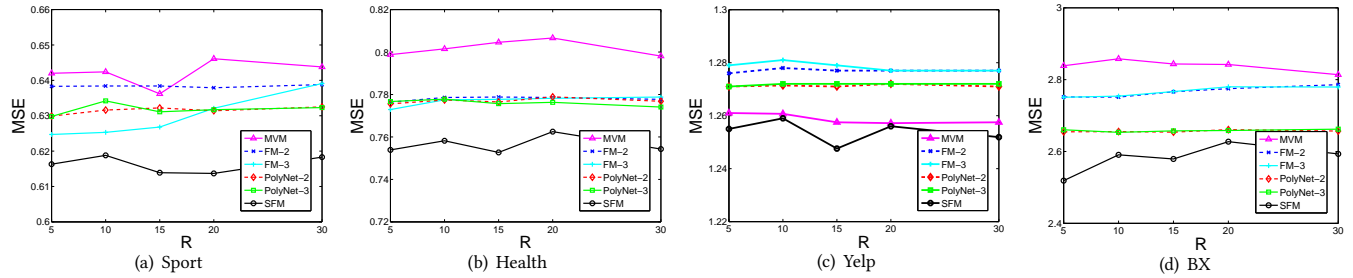 0.66
0.65
0.64
0.63
0.62
0.61
0.6
MSE
5 10 15 20 30
R
MVM
FM−2
FM−3
PolyNet−2
PolyNet−3
SFM
(a) Sport
0.82
0.8
0.78
0.76
0.74
0.72
MSE
5 10 15 20 30
R
MVM
FM−2
FM−3
PolyNet−2
PolyNet−3
SFM
(b) Health
1.3
1.28
1.26
1.24
1.22
MSE
5 10 15 20 30
R
MVM
FM−2
FM−3
PolyNet−2
PolyNet−3
SFM
(c) Yelp
3
2.8
2.6
2.4
MSE
5 10 15 20 30
R
MVM
FM−2
FM−3
PolyNet−2
PolyNet−3
SFM
(d) BX